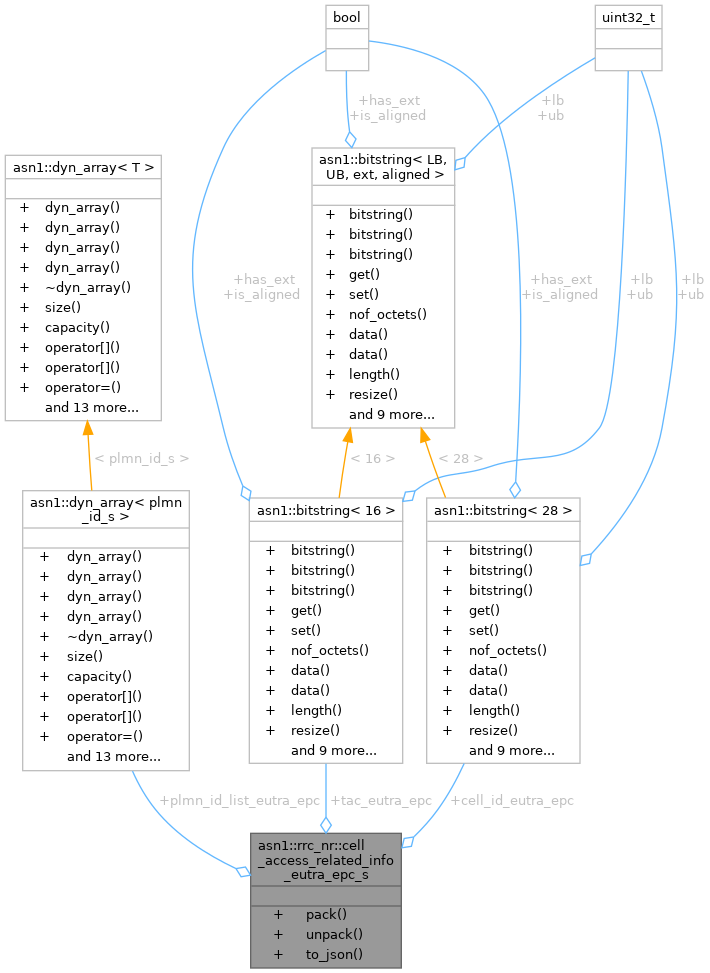 bool
uint32_t
+has_ext
+is_aligned
+lb
+ub
asn1::dyn_array< T >
+ dyn_array()
+ dyn_array()
+ dyn_array()
+ dyn_array()
+ ~dyn_array()
+ size()
+ capacity()
+ operator[]()
+ operator[]()
+ operator=()
and 13 more...
asn1::bitstring< LB,
UB, ext, aligned >
+ bitstring()
+ bitstring()
+ bitstring()
+ get()
+ set()
+ nof_octets()
+ data()
+ data()
+ length()
+ resize()
and 9 more...
+has_ext
+is_aligned
+has_ext
+is_aligned
+lb
+ub
+lb
+ub
< plmn_id_s >
< 16 >
< 28 >
asn1::dyn_array< plmn
_id_s >
+ dyn_array()
+ dyn_array()
+ dyn_array()
+ dyn_array()
+ ~dyn_array()
+ size()
+ capacity()
+ operator[]()
+ operator[]()
+ operator=()
and 13 more...
asn1::bitstring< 16 >
+ bitstring()
+ bitstring()
+ bitstring()
+ get()
+ set()
+ nof_octets()
+ data()
+ data()
+ length()
+ resize()
and 9 more...
asn1::bitstring< 28 >
+ bitstring()
+ bitstring()
+ bitstring()
+ get()
+ set()
+ nof_octets()
+ data()
+ data()
+ length()
+ resize()
and 9 more...
+plmn_id_list_eutra_epc
+tac_eutra_epc
+cell_id_eutra_epc
asn1::rrc_nr::cell
_access_related_info
_eutra_epc_s
+ pack()
+ unpack()
+ to_json()